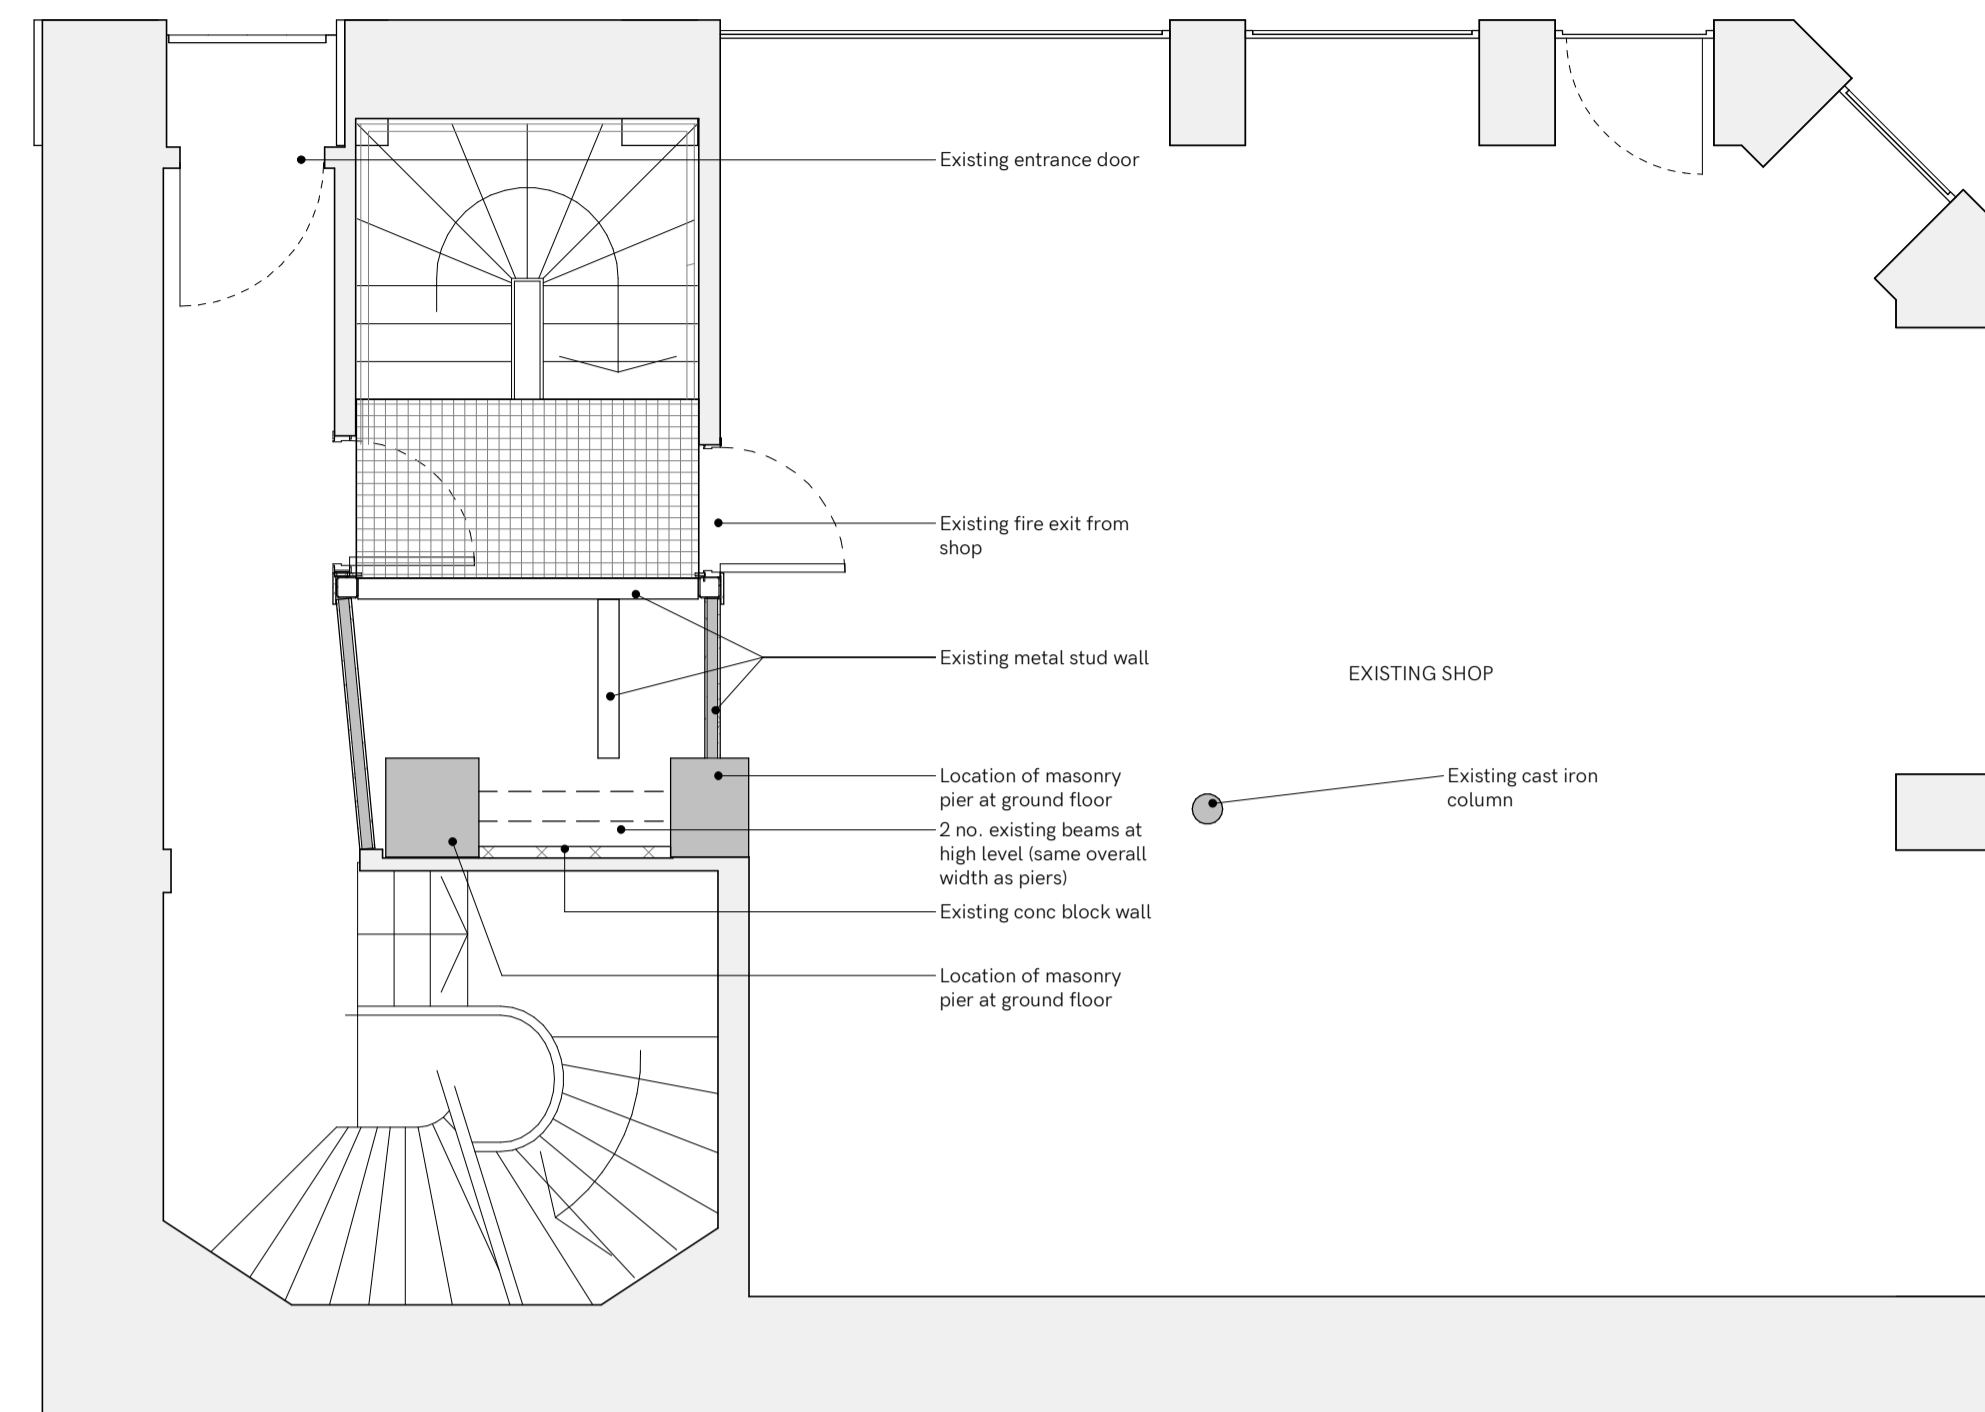 Existing entrance door
Existing fire exit from
shop
Existing metal stud wall
EXISTING SHOP
Location of masonry
pier at ground floor
Existing cast iron
column
2 no. existing beams at
high level (same overall
width as piers)
Existing conc block wall
Location of masonry
pier at ground floor